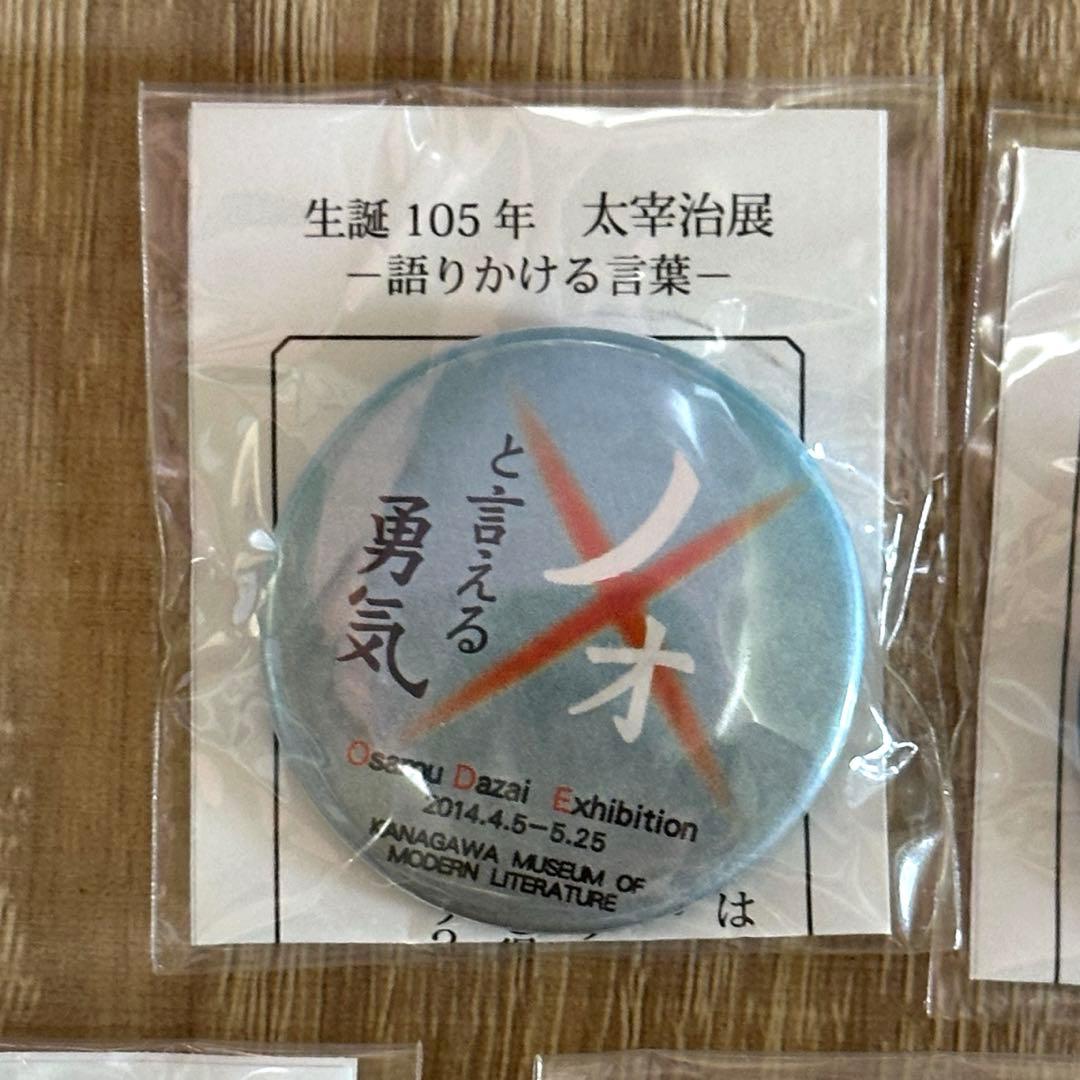 生誕 105 年　太宰治展
－語りかける言葉－
ノオ
と言える
勇気
Osamu Dazai Exhibition
2014.4.5－5.25
KANAGAWA MUSEUM OF
MODERN LITERATURE
は